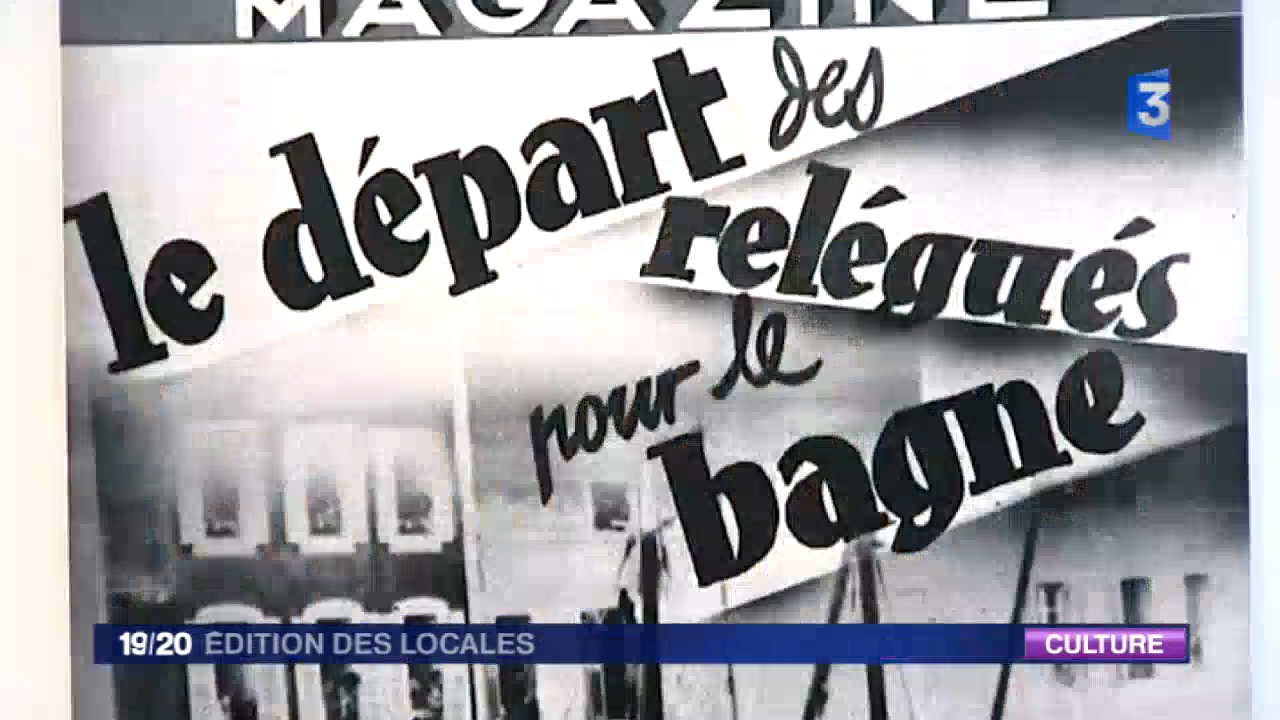 MAGAZINE
le départ des
relégués
pour le
bagne
3
19/20 ÉDITION DES LOCALES
CULTURE